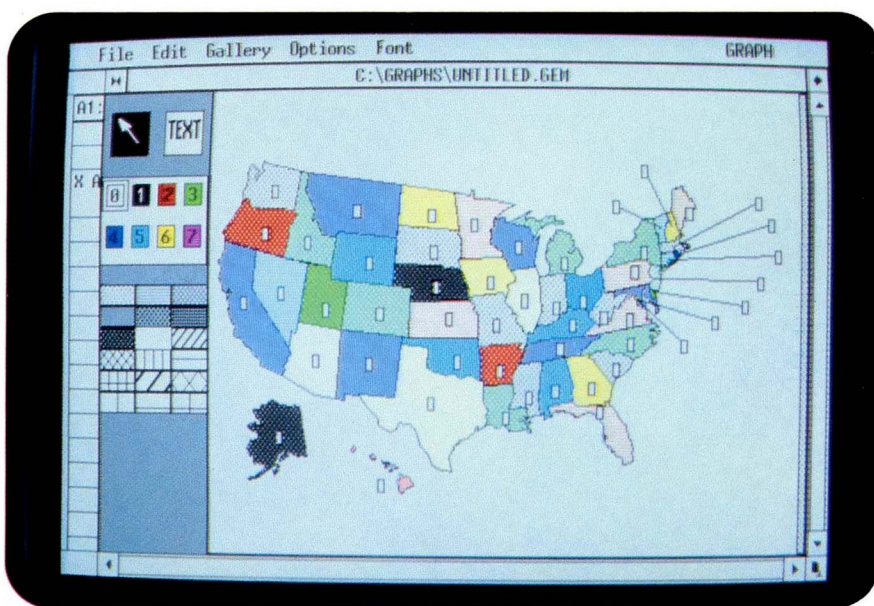 File Edit Gallery Options Font GRAPH
C:\GRAPHS\UNTITLED.GEM
A1:
TEXT
X A
0 1 2 3
4 5 6 7